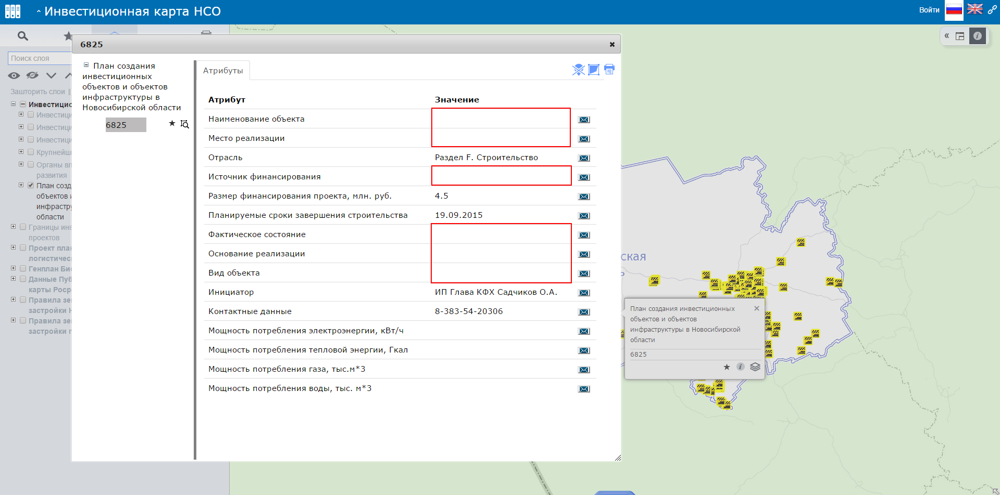 Инвестиционная карта НСО
Войти
Поиск слоя
Зашторить слои
Инвестицио
Инвестици
Инвестици
Инвестици
Крупнейш
Органы вл
развития
План созд
объектов и
инфрастру
области
Границы инв
проектов
Проект план
логистичес
Генплан Бис
Данные Пуб
карты Росре
Правила зе
застройки Н
Правила зе
застройки г
6825
План создания
инвестиционных
объектов и объектов
инфраструктуры в
Новосибирской области
6825
Атрибуты
Атрибут Значение
Наименование объекта
Место реализации
Отрасль Раздел F. Строительство
Источник финансирования
Размер финансирования проекта, млн. руб. 4.5
Планируемые сроки завершения строительства 19.09.2015
Фактическое состояние
Основание реализации
Вид объекта
Инициатор ИП Глава КФХ Садчиков О.А.
Контактные данные 8-383-54-20306
Мощность потребления электроэнергии, кВт/ч
Мощность потребления тепловой энергии, Гкал
Мощность потребления газа, тыс.м*3
Мощность потребления воды, тыс. м*3
ская
ь
План создания инвестиционных
объектов и объектов
инфраструктуры в Новосибирской
области
6825